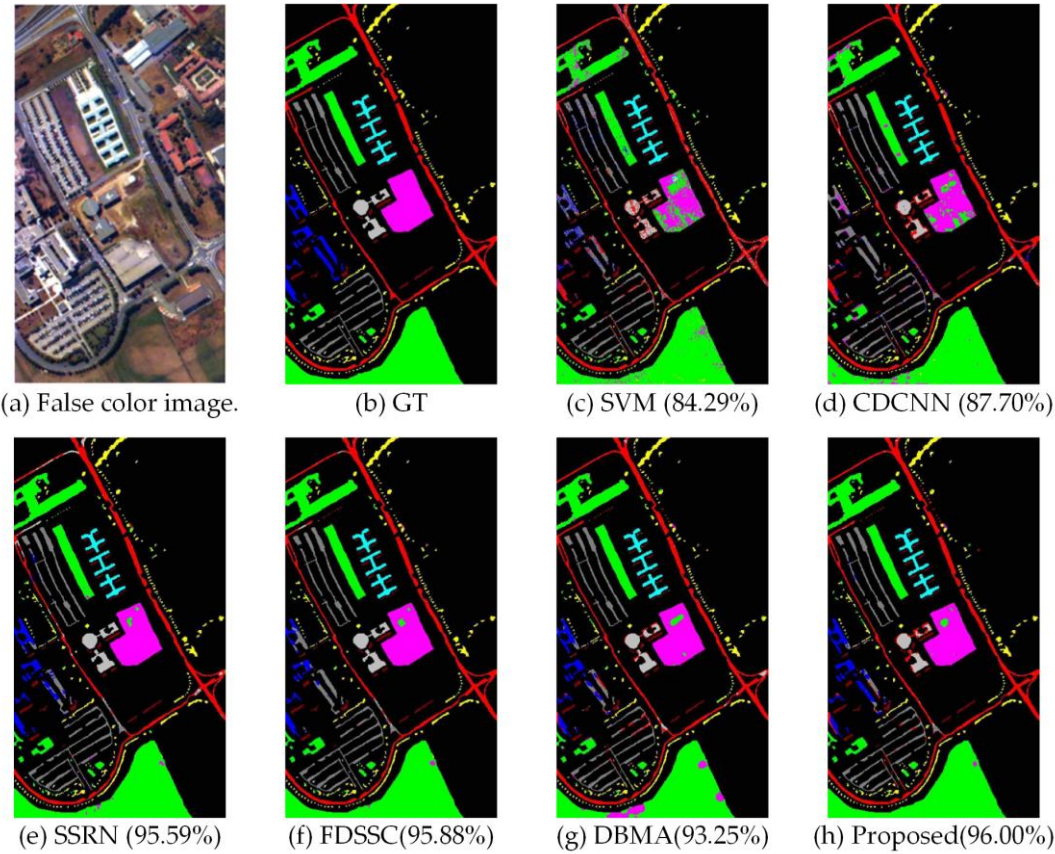 (a) False color image.
(b) GT
(c) SVM (84.29%)
(d) CDCNN (87.70%)
(e) SSRN (95.59%)
(f) FDSSC(95.88%)
(g) DBMA(93.25%)
(h) Proposed(96.00%)